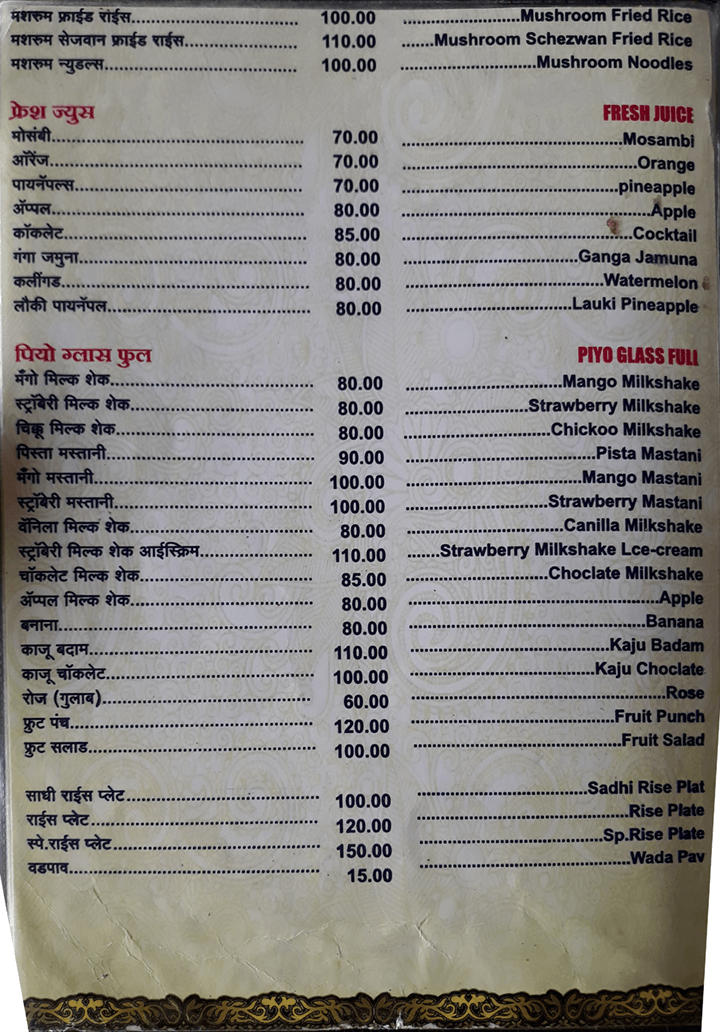 मशरुम फ्राईड राईस........................ 100.00 ........................Mushroom Fried Rice
मशरुम सेजवान फ्राईड राईस........................ 110.00 .......Mushroom Schezwan Fried Rice
मशरुम न्युडल्स........................ 100.00 ........................Mushroom Noodles
फ्रेश ज्युस FRESH JUICE
मोसंबी........................ 70.00 ........................Mosambi
ऑरेंज........................ 70.00 ........................Orange
पायनॅपल्स........................ 70.00 ........................pineapple
ॲप्पल........................ 80.00 ........................Apple
कॉकलेट........................ 85.00 ........................Cocktail
गंगा जमुना........................ 80.00 ........................Ganga Jamuna
कलींगड........................ 80.00 ........................Watermelon
लौकी पायनॅपल........................ 80.00 ........................Lauki Pineapple
पियो ग्लास फुल PIYO GLASS FULL
मँगो मिल्क शेक........................ 80.00 ........................Mango Milkshake
स्ट्रॉबेरी मिल्क शेक........................ 80.00 ........................Strawberry Milkshake
चिक्कू मिल्क शेक........................ 80.00 ........................Chickoo Milkshake
पिस्ता मस्तानी........................ 90.00 ........................Pista Mastani
मँगो मस्तानी........................ 100.00 ........................Mango Mastani
स्ट्रॉबेरी मस्तानी........................ 100.00 ........................Strawberry Mastani
वॅनिला मिल्क शेक........................ 80.00 ........................Canilla Milkshake
स्ट्रॉबेरी मिल्क शेक आईस्क्रिम........................ 110.00 .......Strawberry Milkshake Lce-cream
चॉकलेट मिल्क शेक........................ 85.00 ........................Choclate Milkshake
ॲप्पल मिल्क शेक........................ 80.00 ........................Apple
बनाना........................ 80.00 ........................Banana
काजू बदाम........................ 110.00 ........................Kaju Badam
काजू चॉकलेट........................ 100.00 ........................Kaju Choclate
रोज (गुलाब)........................ 60.00 ........................Rose
फ्रुट पंच........................ 120.00 ........................Fruit Punch
फ्रुट सलाड........................ 100.00 ........................Fruit Salad
साधी राईस प्लेट........................ 100.00 ........................Sadhi Rise Plat
राईस प्लेट........................ 120.00 ........................Rise Plate
स्पे.राईस प्लेट........................ 150.00 ........................Sp.Rise Plate
वडपाव........................ 15.00 ........................Wada Pav